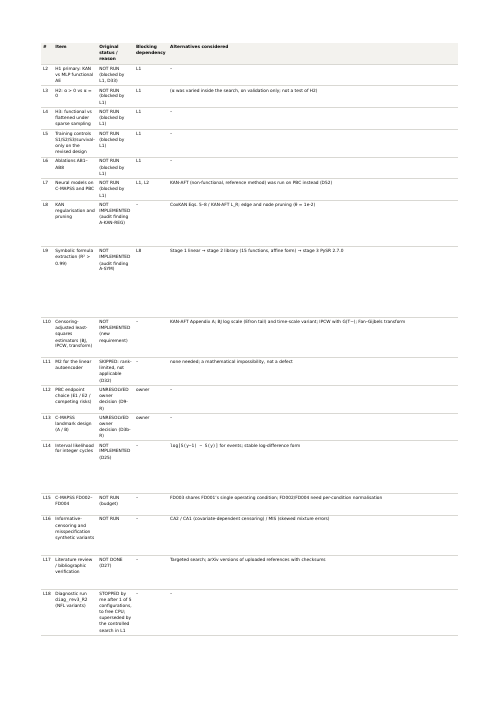 # Item Original status / reason Blocking dependency Alternatives considered
L2 H1 primary: KAN vs MLP functional AE NOT RUN (blocked by L1, D33) L1 –
L3 H2: α > 0 vs α = 0 NOT RUN (blocked by L1) L1 (α was varied inside the search, on validation only, not a test of H2)
L4 H3: functional vs flattened under sparse sampling NOT RUN (blocked by L1) L1 –
L5 Training controls S1/S2/S3/survival-only on the revised design NOT RUN (blocked by L1) L1 –
L6 Ablations AB1–AB8 NOT RUN (blocked by L1) L1 –
L7 Neural models on C-MAPSS and PBC NOT RUN (blocked by L1) L1, L2 KAN-AFT (non-functional, reference method) was run on PBC instead (D52)
L8 KAN regularisation and pruning NOT IMPLEMENTED (audit finding A-KAN-REG) – CoxKAN Eqs. 5–8 / KAN-AFT L_R; edge and node pruning (θ = 1e-2)
L9 Symbolic formula extraction (R² > 0.99) NOT IMPLEMENTED (audit finding A-SYM) L8 Stage 1 linear → stage 2 library (15 functions, affine form) → stage 3 PySR 2.7.0
L10 Censoring-adjusted least-squares estimators (BJ, IPCW, transform) NOT IMPLEMENTED (new requirement) – KAN-AFT Appendix A; BJ log scale (Efron tail) and time-scale variant; IPCW with G(T−); Fan–Gijbels transform
L11 M2 for the linear autoencoder SKIPPED: rank-limited, not applicable (D32) – none needed; a mathematical impossibility, not a defect
L12 PBC endpoint choice (E1 / E2 / competing risks) UNRESOLVED owner decision (D9-R) owner –
L13 C-MAPSS landmark design (A / B) UNRESOLVED owner decision (D3b-R) owner –
L14 Interval likelihood for integer cycles NOT IMPLEMENTED (D25) – log[S(y−1) − S(y)] for events; stable log-difference form
L15 C-MAPSS FD002–FD004 NOT RUN (budget) – FD003 shares FD001's single operating condition; FD002/FD004 need per-condition normalisation
L16 Informative-censoring and misspecification synthetic variants NOT RUN – CA2 / CA1 (covariate-dependent censoring) / MIS (skewed mixture errors)
L17 Literature review / bibliographic verification NOT DONE (D27) – Targeted search; arXiv versions of uploaded references with checksums
L18 Diagnostic run diag_rev3_R2 (NFL variants) STOPPED by me after 1 of 5 configurations, to free CPU; superseded by the controlled search in L1 – –